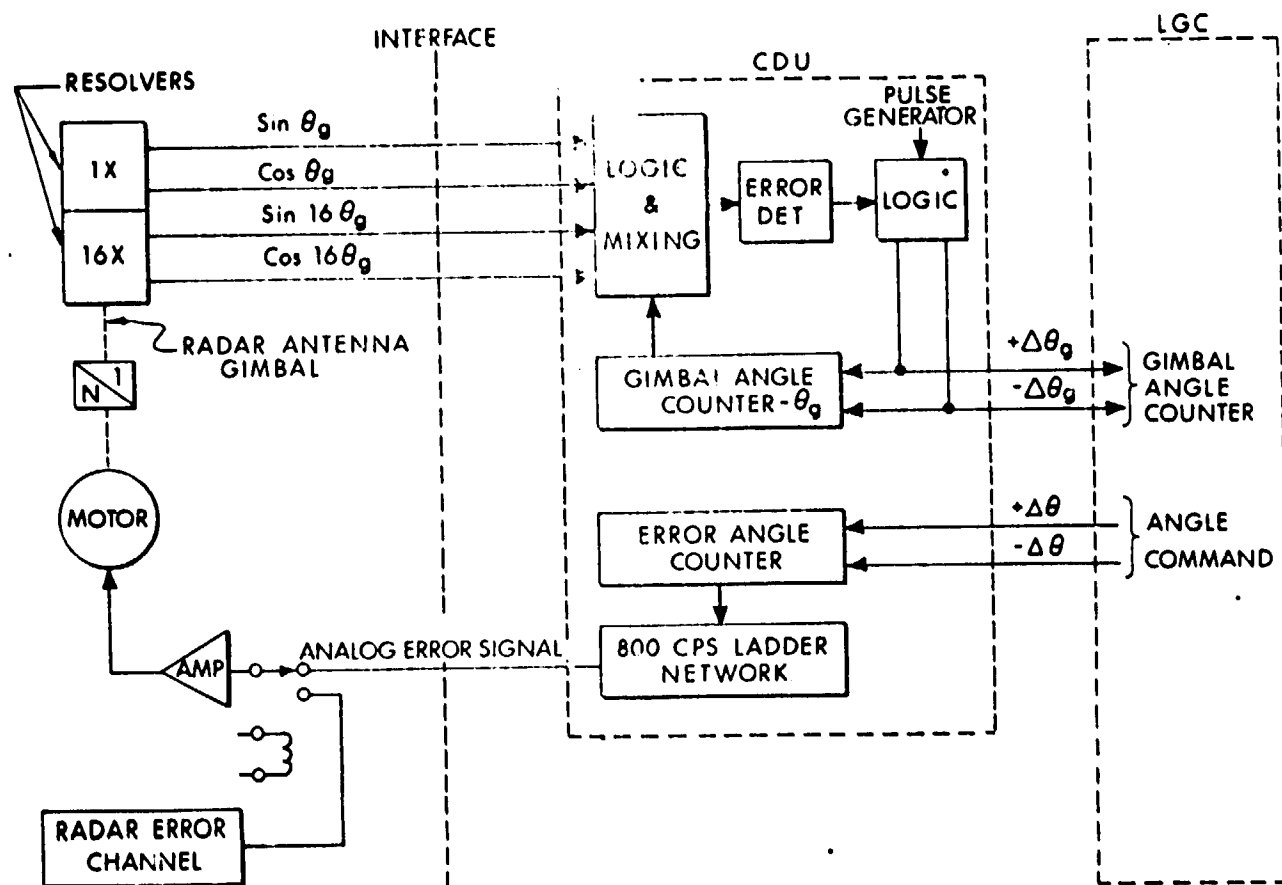 INTERFACE
LGC
CDU
RESOLVERS
1X
16X
Sin θg
Cos θg
Sin 16θg
Cos 16θg
PULSE
GENERATOR
LOGIC
&
MIXING
ERROR
DET
LOGIC
RADAR ANTENNA
GIMBAL
1
N
GIMBAL ANGLE
COUNTER-θg
+Δθg
-Δθg
GIMBAL
ANGLE
COUNTER
MOTOR
ERROR ANGLE
COUNTER
+Δθ
-Δθ
ANGLE
COMMAND
AMP
ANALOG ERROR SIGNAL
800 CPS LADDER
NETWORK
RADAR ERROR
CHANNEL